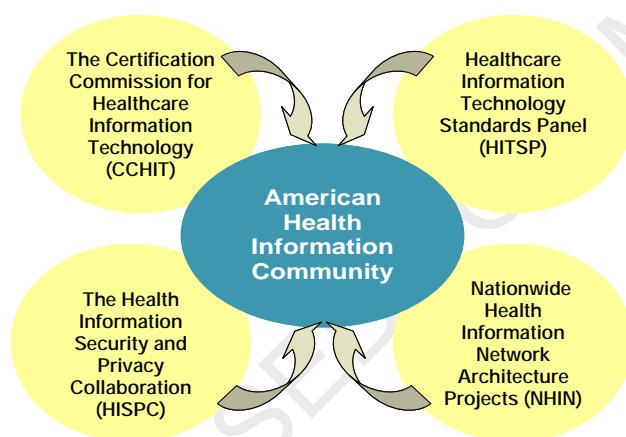 The Certification
Commission for
Healthcare
Information
Technology
(CCHIT)
Healthcare
Information
Technology
Standards Panel
(HITSP)
American
Health
Information
Community
The Health
Information
Security and
Privacy
Collaboration
(HISPC)
Nationwide
Health
Information
Network
Architecture
Projects (NHIN)